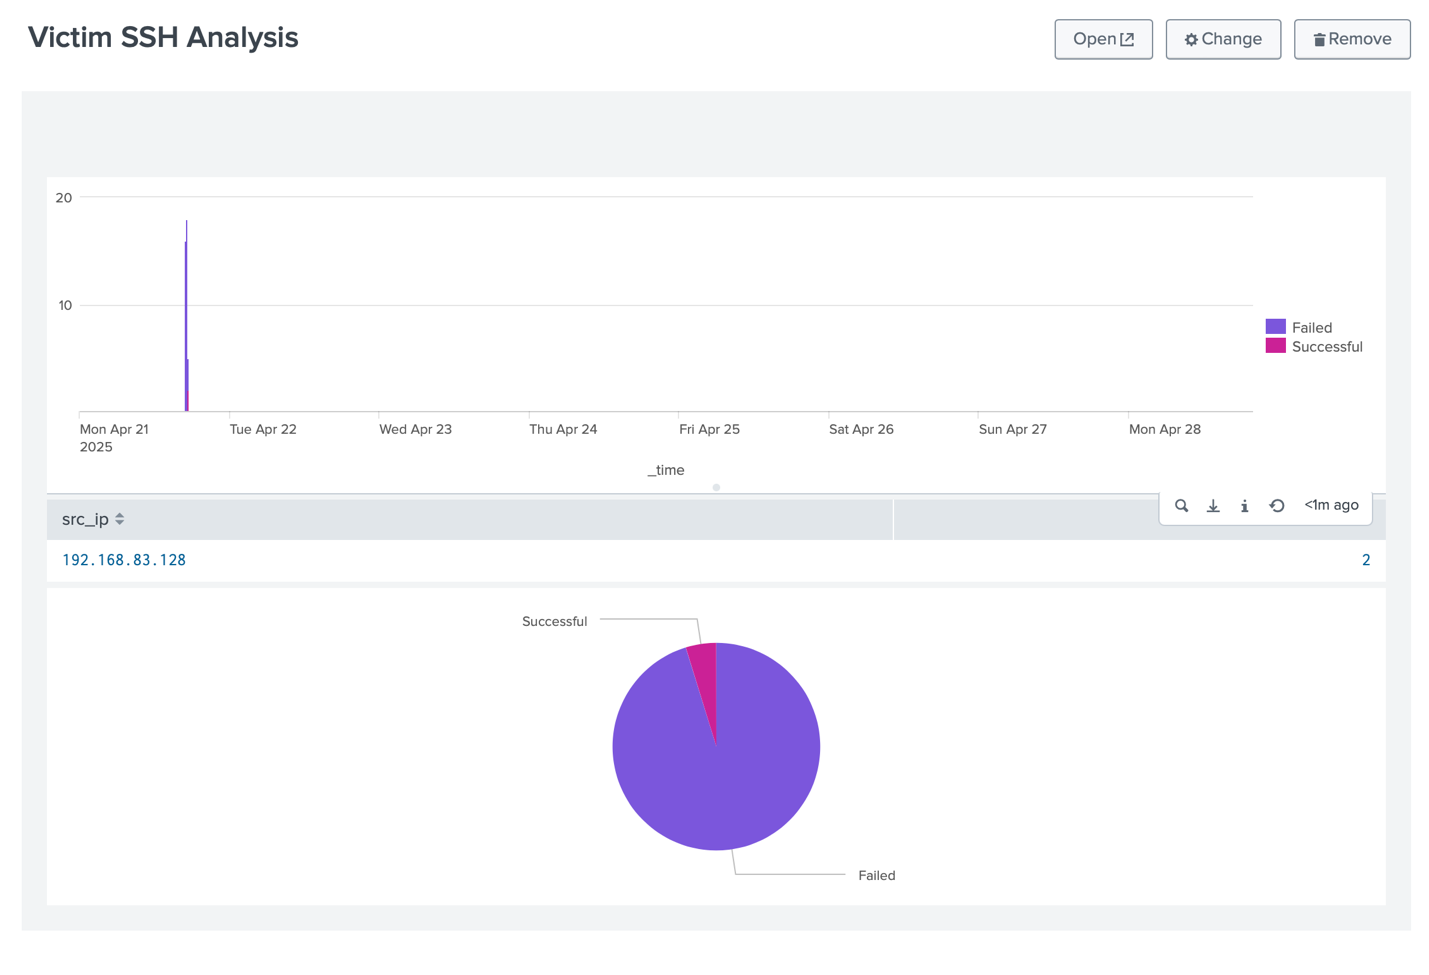 Victim SSH Analysis
Open
Change
Remove
20
10
Failed
Successful
Mon Apr 21
2025
Tue Apr 22
Wed Apr 23
Thu Apr 24
Fri Apr 25
Sat Apr 26
Sun Apr 27
Mon Apr 28
_time
src_ip
<1m ago
192.168.83.128
2
Successful
Failed